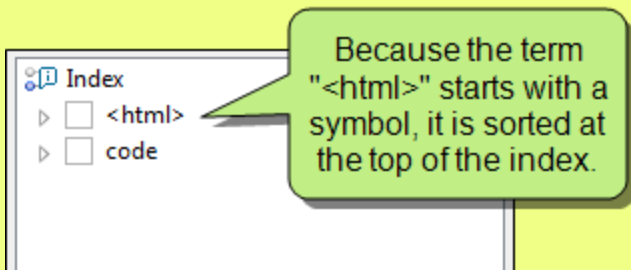 Index
<html>
code
Because the term
"<html>" starts with a
symbol, it is sorted at
the top of the index.